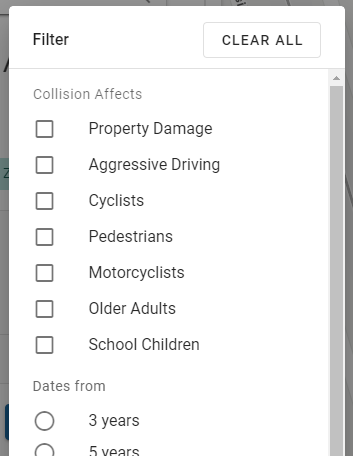 Filter
CLEAR ALL
Collision Affects
Property Damage
Aggressive Driving
Cyclists
Pedestrians
Motorcyclists
Older Adults
School Children
Dates from
3 years
5 years